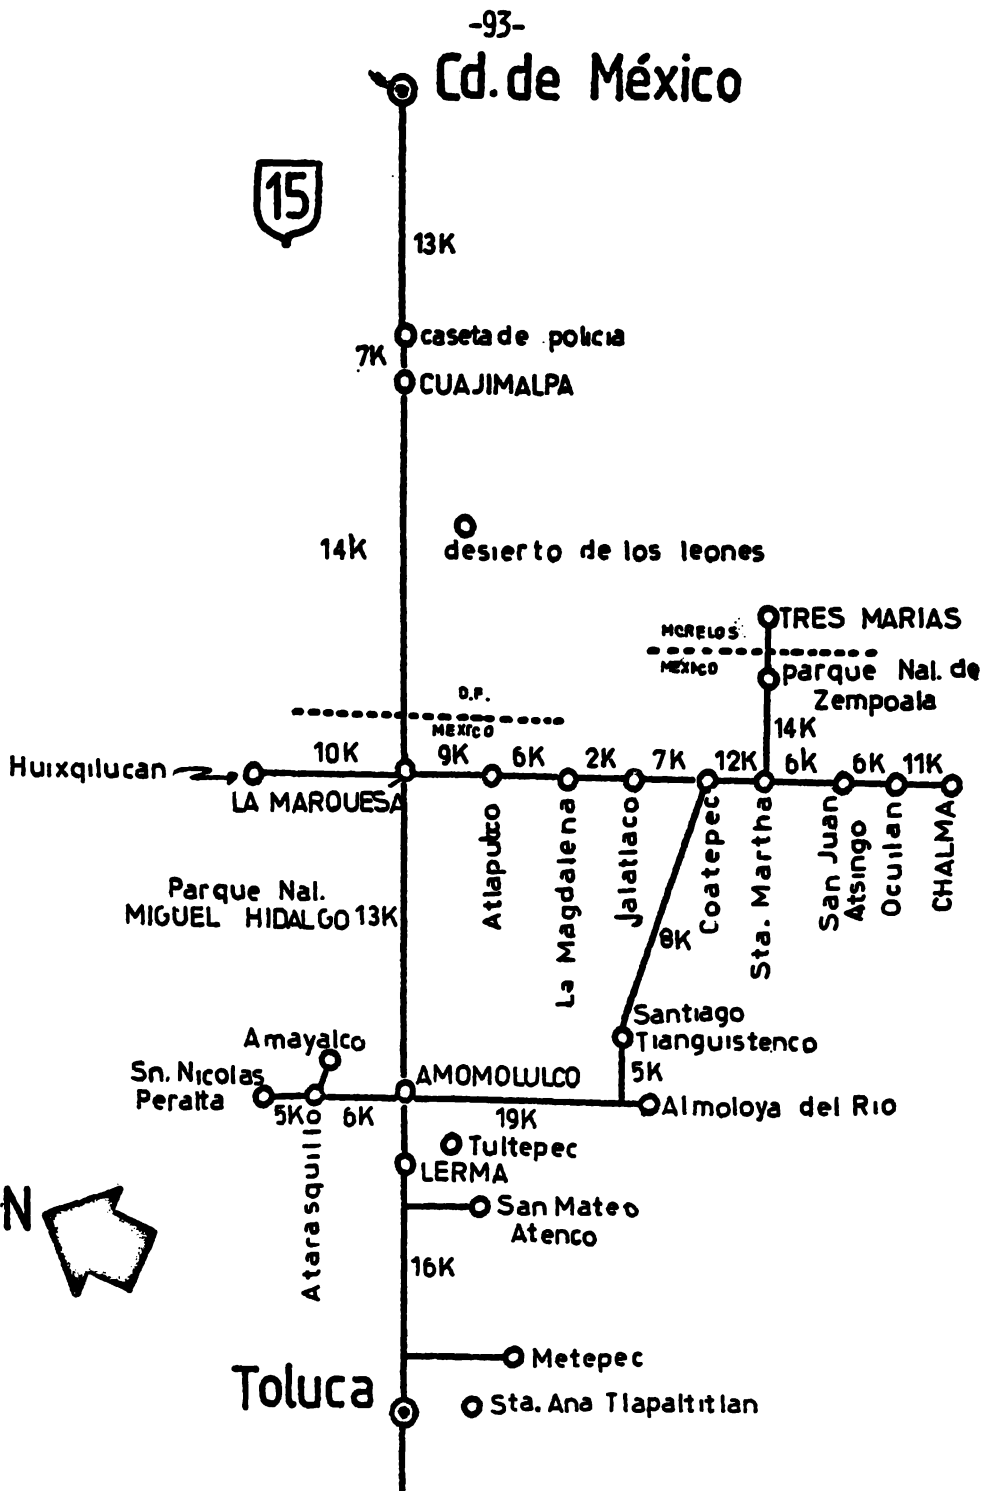 -93-
Cd. de México
15
13K
caseta de policia
7K
CUAJIMALPA
14K
desierto de los leones
TRES MARIAS
MORELOS
MEXICO
parque Nal. de
Zempoala
14K
D.F.
MEXICO
Huixqilucan
10K
9K
6K
2K
7K
12K
6K
6K
11K
LA MARQUESA
Atlapulco
La Magdalena
Jalatlaco
Coatepec
Sta. Martha
San Juan
Atsingo
Ocuilan
CHALMA
Parque Nal.
MIGUEL HIDALGO
13K
8K
Santiago
Tianguistenco
5K
Amayalco
Sn. Nicolas
Peralta
AMOMOLULCO
5K
6K
19K
Almoloya del Rio
Atarasquillo
Tultepec
LERMA
San Mateo
Atenco
N
16K
Metepec
Toluca
Sta. Ana Tlapaltitlan